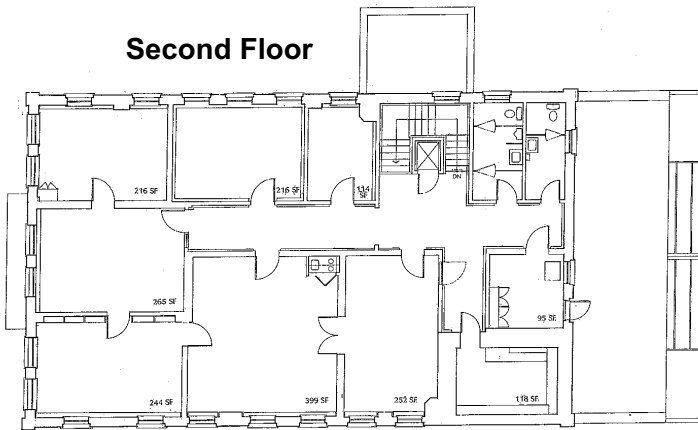 Second Floor
216 SF
216 SF
114 SF
DN
265 SF
95 SF
244 SF
399 SF
252 SF
118 SF